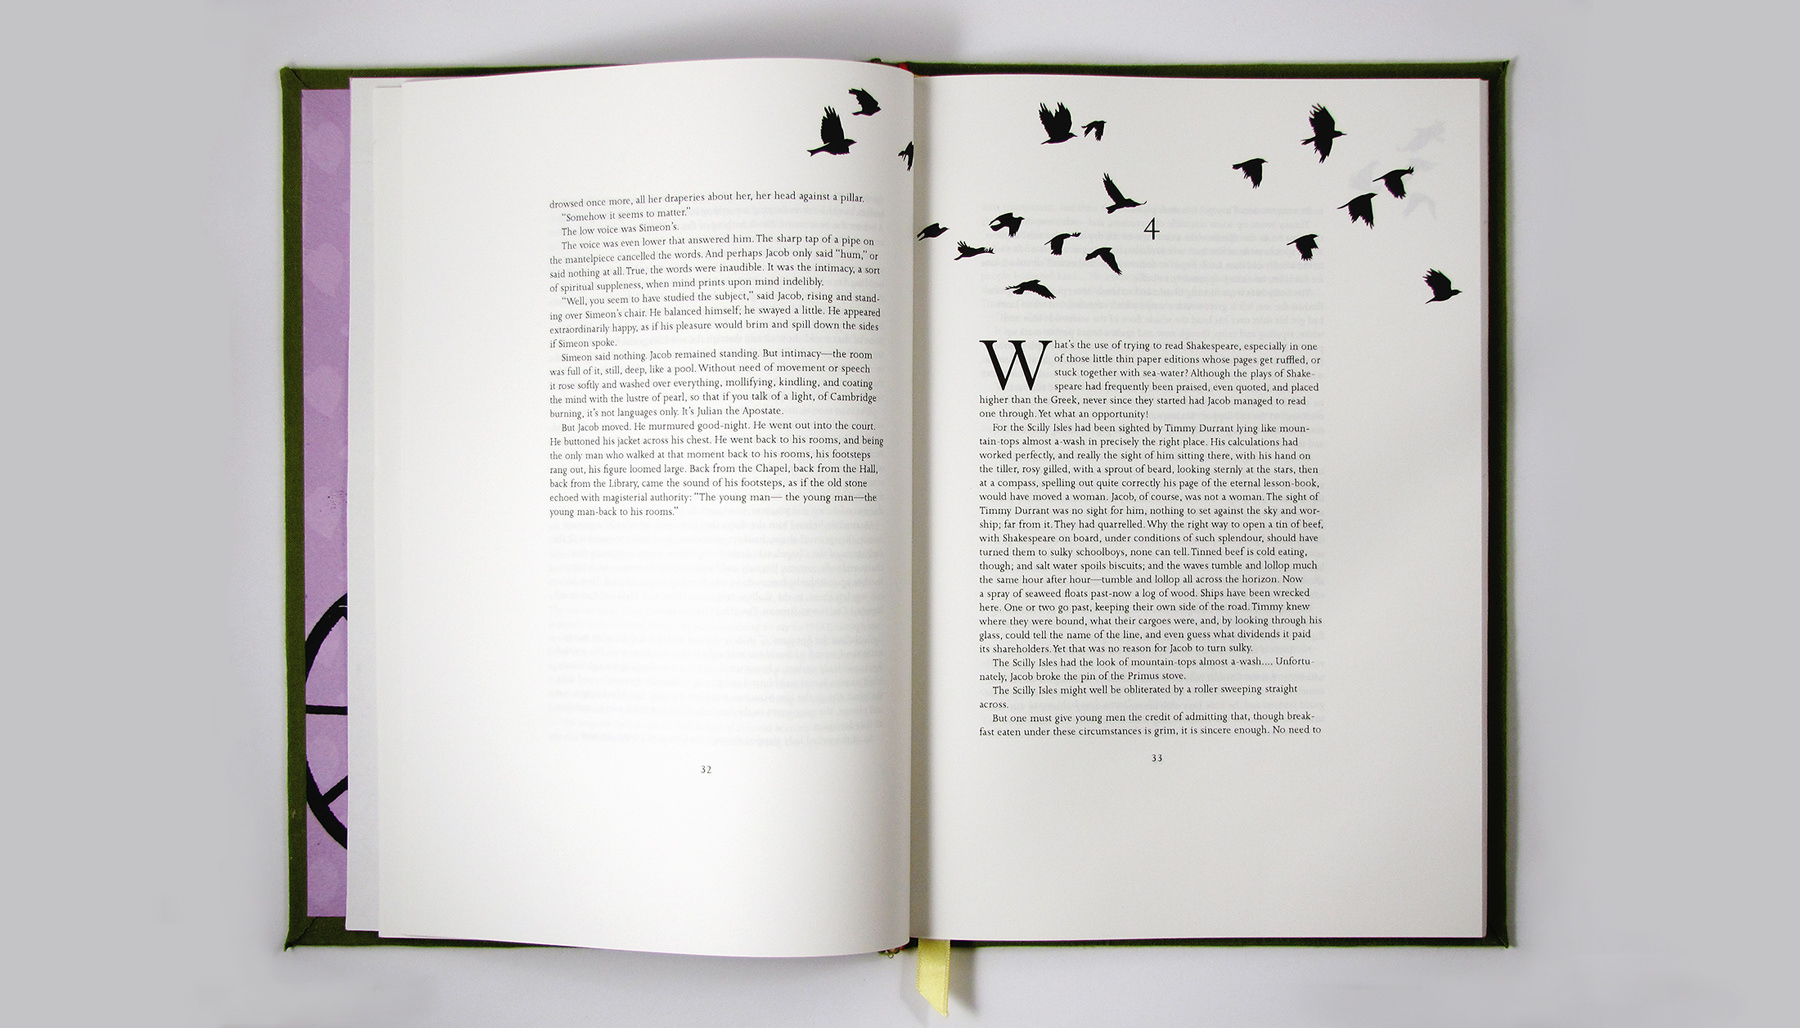 drowsed once more, all her draperies about her, her head against a pillar.
"Somehow it seems to matter."
The low voice was Simeon's.
The voice was even lower that answered him. The sharp tap of a pipe on
the mantelpiece cancelled the words. And perhaps Jacob only said "hum," or
said nothing at all. True, the words were inaudible. It was the intimacy, a sort
of spiritual suppleness, when mind prints upon mind indelibly.
"Well, you seem to have studied the subject," said Jacob, rising and stand-
ing over Simeon's chair. He balanced himself; he swayed a little. He appeared
extraordinarily happy, as if his pleasure would brim and spill down the sides
if Simeon spoke.
Simeon said nothing. Jacob remained standing. But intimacy—the room
was full of it, still, deep, like a pool. Without need of movement or speech
it rose softly and washed over everything, mollifying, kindling, and coating
the mind with the lustre of pearl, so that if you talk of a light, of Cambridge
burning, it's not languages only. It's Julian the Apostate.
But Jacob moved. He murmured good-night. He went out into the court.
He buttoned his jacket across his chest. He went back to his rooms, and being
the only man who walked at that moment back to his rooms, his footsteps
rang out, his figure loomed large. Back from the Chapel, back from the Hall,
back from the Library, came the sound of his footsteps, as if the old stone
echoed with magisterial authority: "The young man— the young man—the
young man-back to his rooms."
32
4
What's the use of trying to read Shakespeare, especially in one
of those little thin paper editions whose pages get ruffled, or
stuck together with sea-water? Although the plays of Shake-
speare had frequently been praised, even quoted, and placed
higher than the Greek, never since they started had Jacob managed to read
one through. Yet what an opportunity!
For the Scilly Isles had been sighted by Timmy Durrant lying like moun-
tain-tops almost a-wash in precisely the right place. His calculations had
worked perfectly, and really the sight of him sitting there, with his hand on
the tiller, rosy gilled, with a sprout of beard, looking sternly at the stars, then
at a compass, spelling out quite correctly his page of the eternal lesson-book,
would have moved a woman. Jacob, of course, was not a woman. The sight of
Timmy Durrant was no sight for him, nothing to set against the sky and wor-
ship; far from it. They had quarrelled. Why the right way to open a tin of beef,
with Shakespeare on board, under conditions of such splendour, should have
turned them to sulky schoolboys, none can tell. Tinned beef is cold eating,
though; and salt water spoils biscuits; and the waves tumble and lollop much
the same hour after hour—tumble and lollop all across the horizon. Now
a spray of seaweed floats past-now a log of wood. Ships have been wrecked
here. One or two go past, keeping their own side of the road. Timmy knew
where they were bound, what their cargoes were, and, by looking through his
glass, could tell the name of the line, and even guess what dividends it paid
its shareholders. Yet that was no reason for Jacob to turn sulky.
The Scilly Isles had the look of mountain-tops almost a-wash.... Unfortu-
nately, Jacob broke the pin of the Primus stove.
The Scilly Isles might well be obliterated by a roller sweeping straight
across.
But one must give young men the credit of admitting that, though break-
fast eaten under these circumstances is grim, it is sincere enough. No need to
33